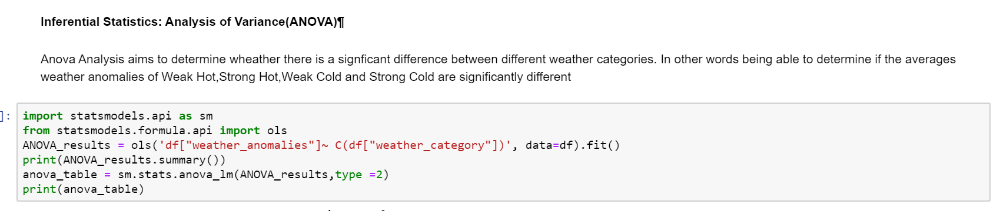 Inferential Statistics: Analysis of Variance(ANOVA)¶
Anova Analysis aims to determine wheather there is a signficant difference between different weather categories. In other words being able to determine if the averages
weather anomalies of Weak Hot,Strong Hot,Weak Cold and Strong Cold are significantly different
]:
import statsmodels.api as sm
from statsmodels.formula.api import ols
ANOVA_results = ols('df["weather_anomalies"]~ C(df["weather_category"])', data=df).fit()
print(ANOVA_results.summary())
anova_table = sm.stats.anova_lm(ANOVA_results,type =2)
print(anova_table)